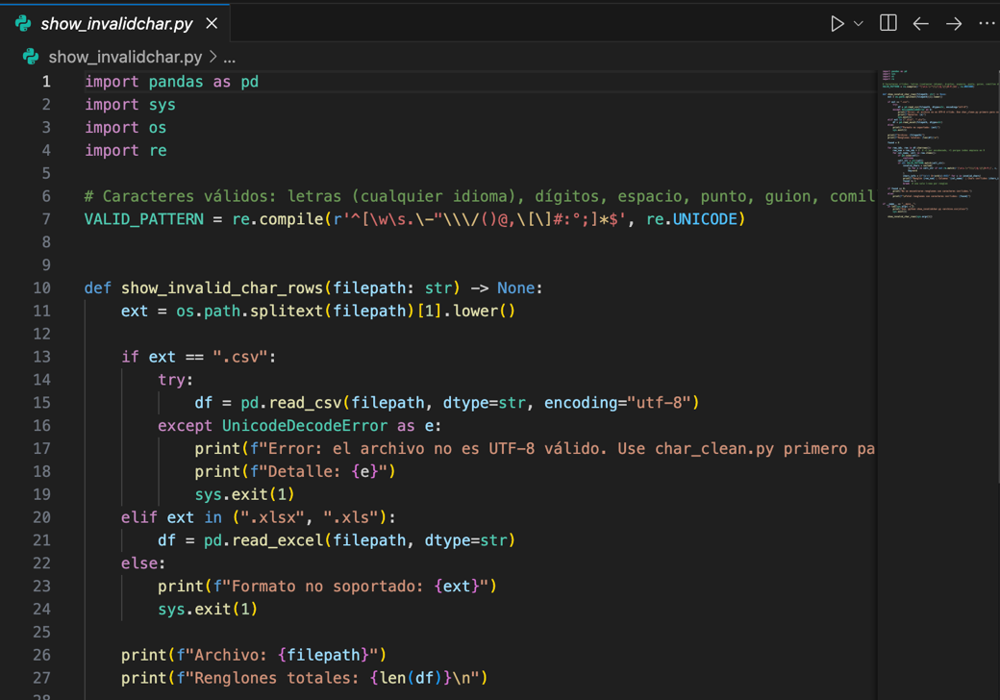 show_invalidchar.py
show_invalidchar.py > ...
1 import pandas as pd
2 import sys
3 import os
4 import re
5
6 # Caracteres válidos: letras (cualquier idioma), dígitos, espacio, punto, guion, comil
7 VALID_PATTERN = re.compile(r'^[\w\s.\-"\\\/()@,\[\]#:°;]*$', re.UNICODE)
8
9
10 def show_invalid_char_rows(filepath: str) -> None:
11     ext = os.path.splitext(filepath)[1].lower()
12
13     if ext == ".csv":
14         try:
15             df = pd.read_csv(filepath, dtype=str, encoding="utf-8")
16         except UnicodeDecodeError as e:
17             print(f"Error: el archivo no es UTF-8 válido. Use char_clean.py primero pa
18             print(f"Detalle: {e}")
19             sys.exit(1)
20     elif ext in (".xlsx", ".xls"):
21         df = pd.read_excel(filepath, dtype=str)
22     else:
23         print(f"Formato no soportado: {ext}")
24         sys.exit(1)
25
26     print(f"Archivo: {filepath}")
27     print(f"Renglones totales: {len(df)}\n")
28